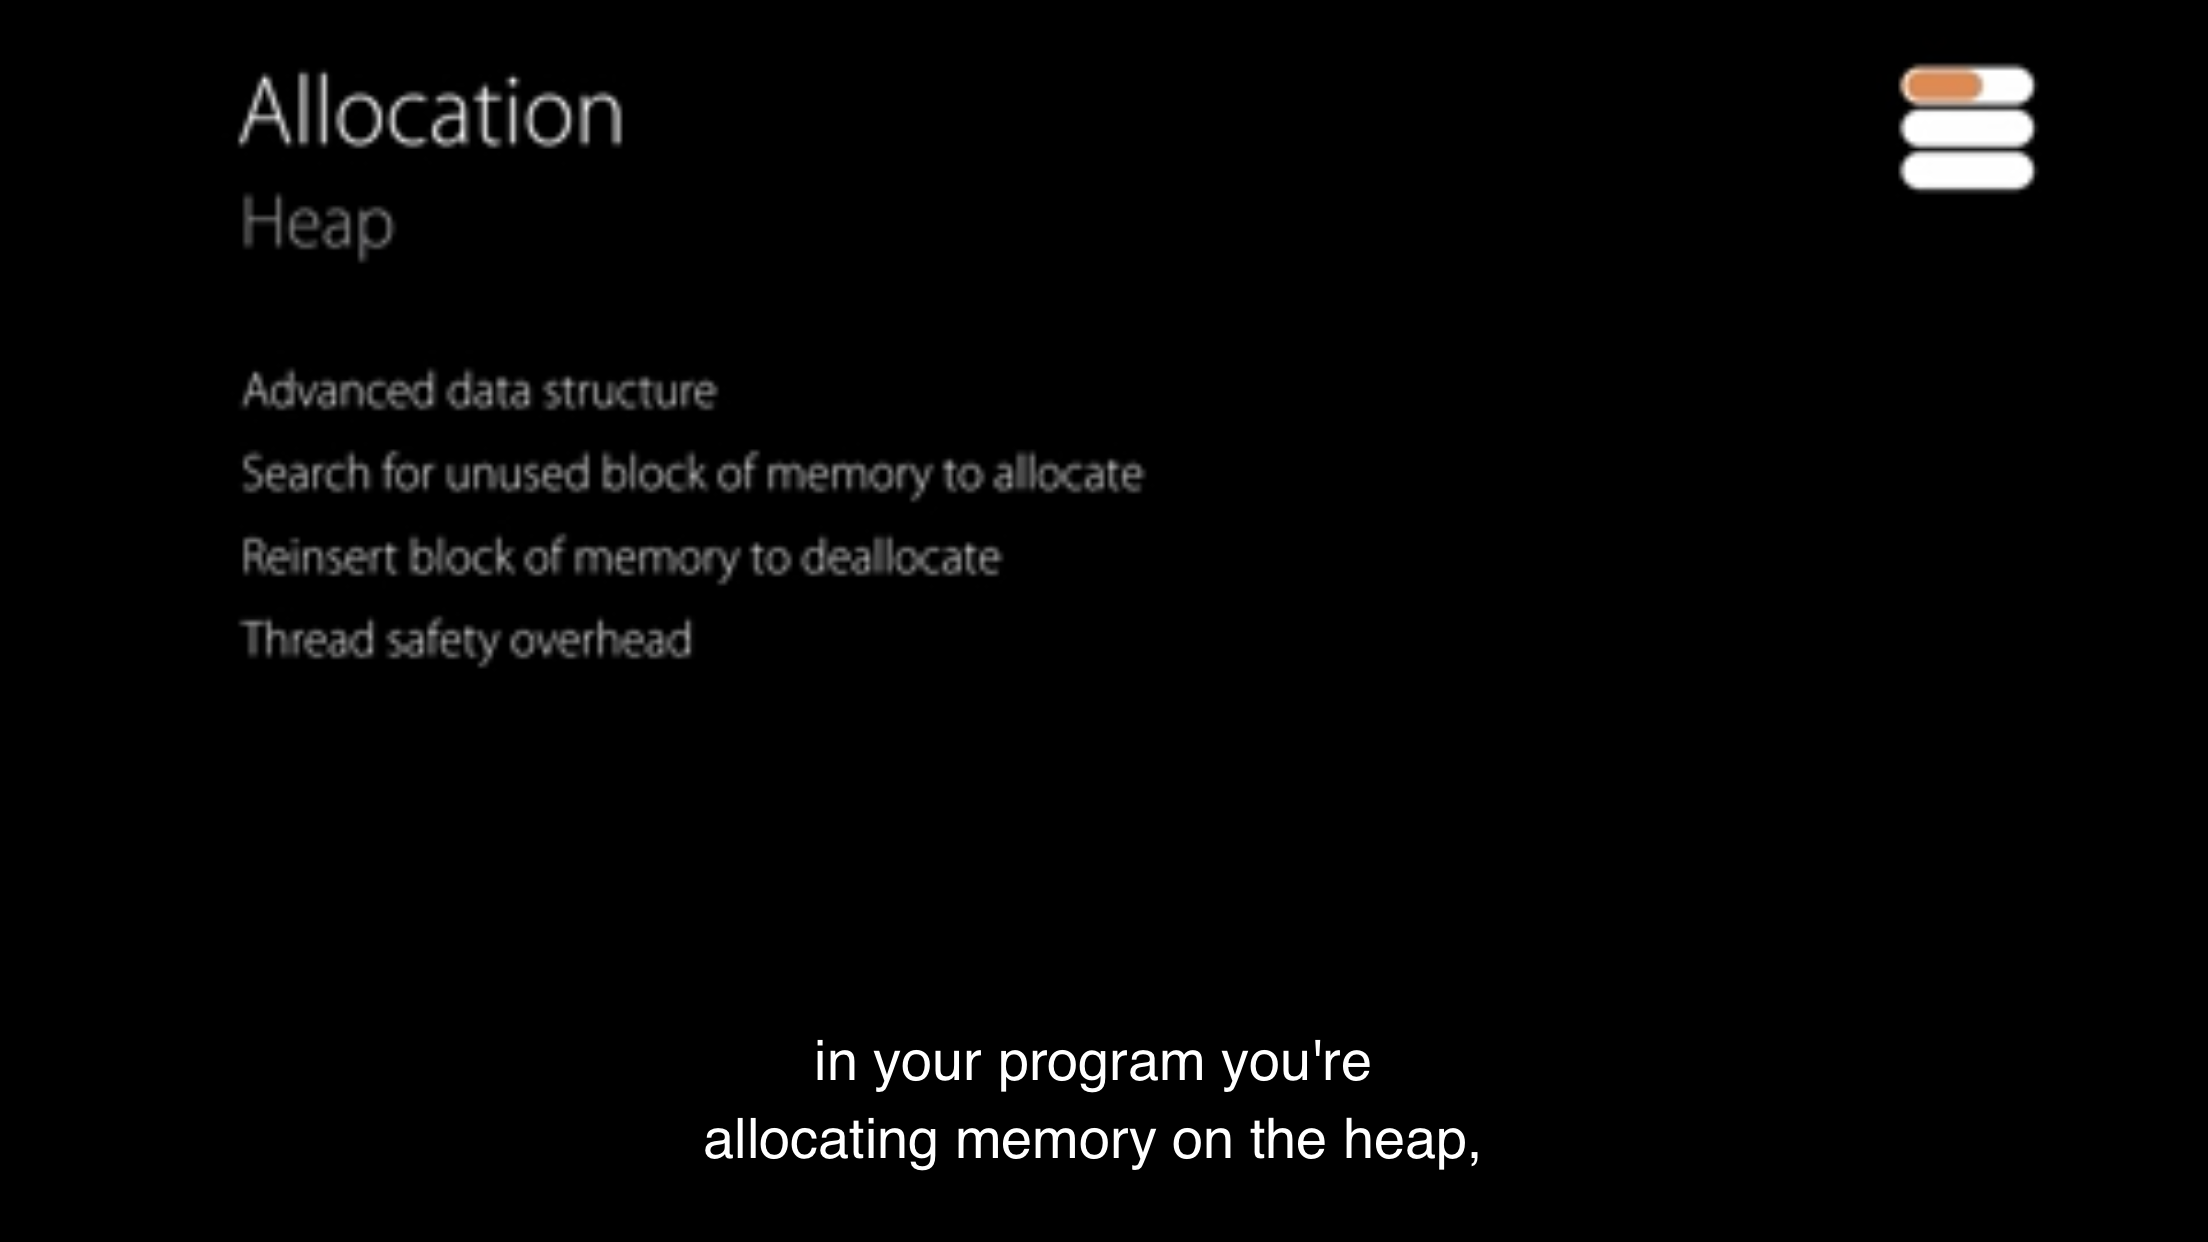 Allocation
Heap
Advanced data structure
Search for unused block of memory to allocate
Reinsert block of memory to deallocate
Thread safety overhead
in your program you're
allocating memory on the heap,